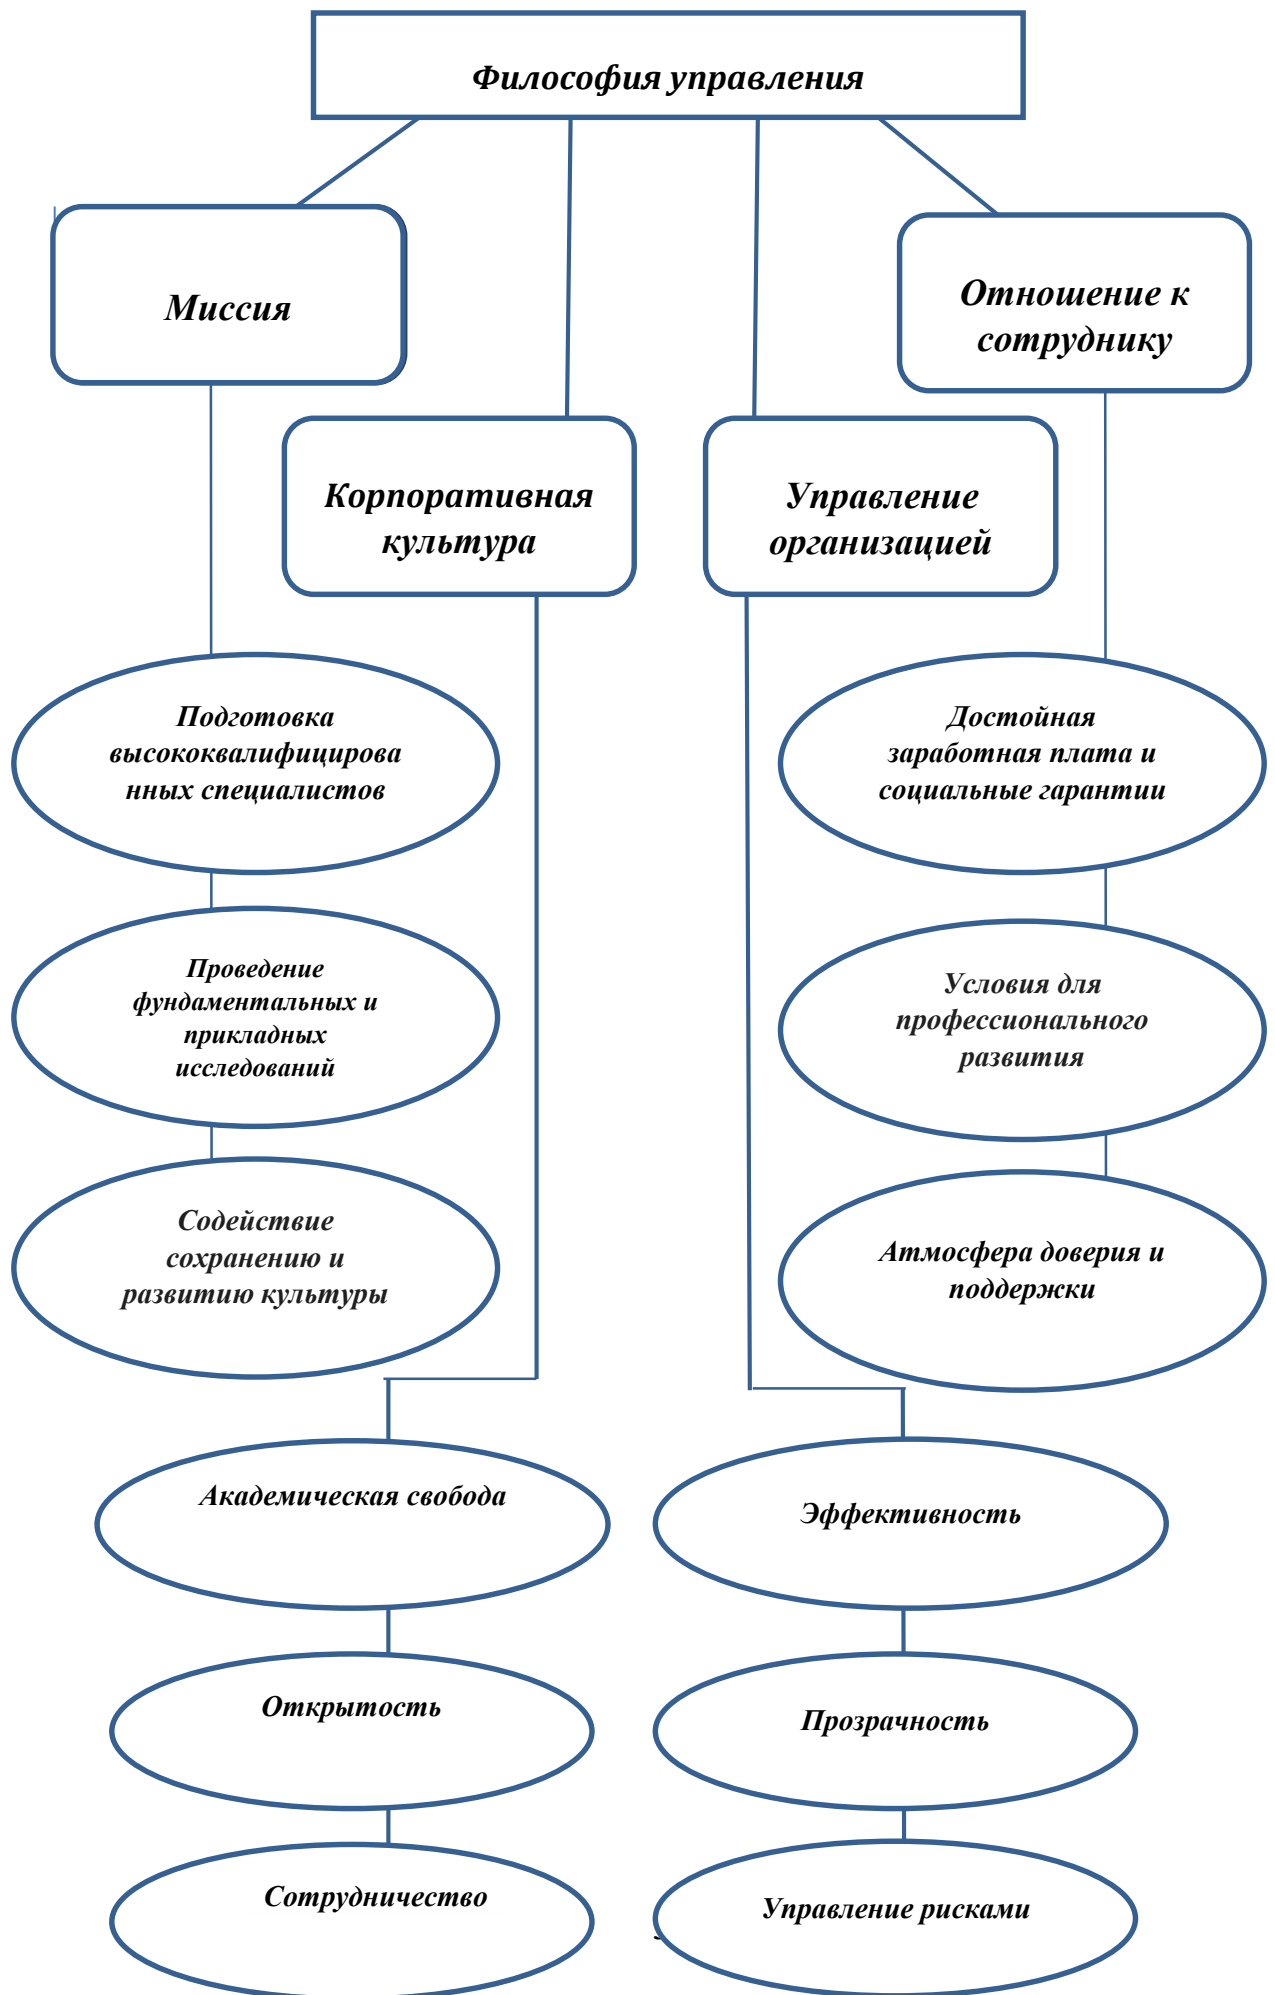 Философия управления
Миссия
Отношение к
сотруднику
Корпоративная
культура
Управление
организацией
Подготовка
высококвалифицирова
нных специалистов
Достойная
заработная плата и
социальные гарантии
Проведение
фундаментальных и
прикладных
исследований
Условия для
профессионального
развития
Содействие
сохранению и
развитию культуры
Атмосфера доверия и
поддержки
Академическая свобода
Эффективность
Открытость
Прозрачность
Сотрудничество
Управление рисками